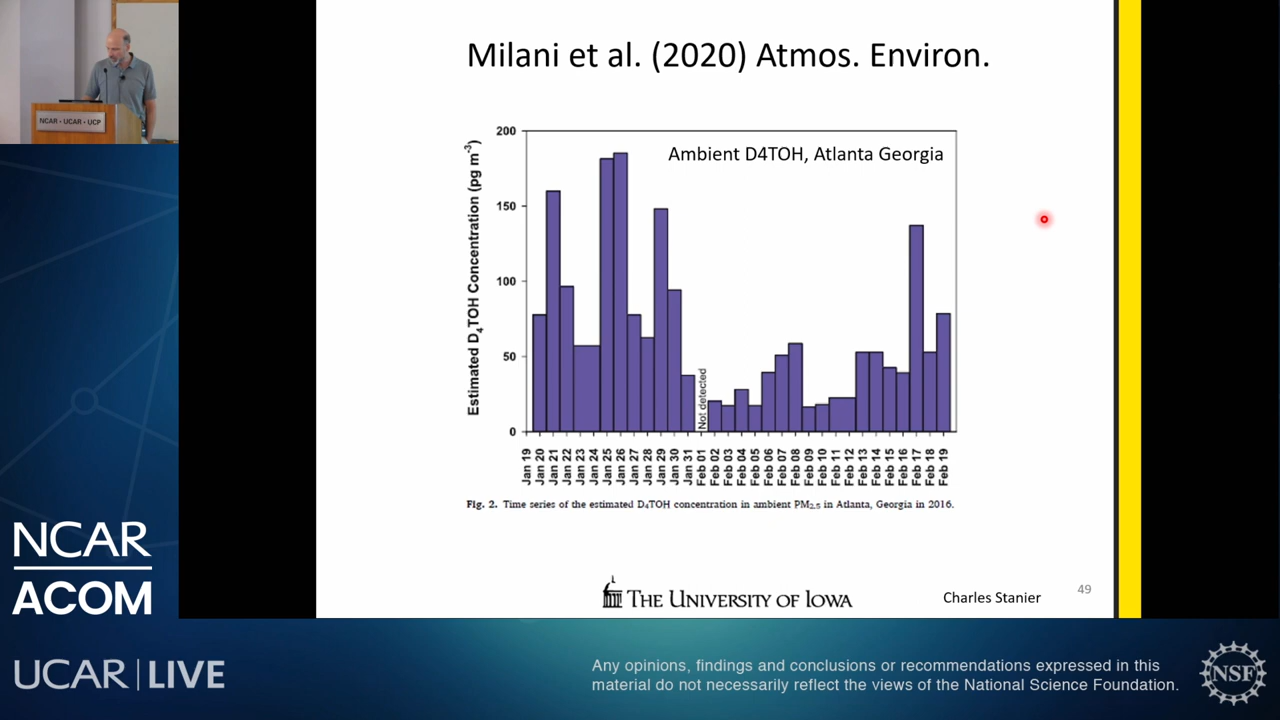 NCAR • UCAR • UCP
Milani et al. (2020) Atmos. Environ.
Ambient D4TOH, Atlanta Georgia
Estimated D4TOH Concentration (pg m-3)
200
150
100
50
0
Not detected
Jan 19
Jan 20
Jan 21
Jan 22
Jan 23
Jan 24
Jan 25
Jan 26
Jan 27
Jan 28
Jan 29
Jan 30
Jan 31
Feb 01
Feb 02
Feb 03
Feb 04
Feb 05
Feb 06
Feb 07
Feb 08
Feb 09
Feb 10
Feb 11
Feb 12
Feb 13
Feb 14
Feb 15
Feb 16
Feb 17
Feb 18
Feb 19
Fig. 2. Time series of the estimated D4TOH concentration in ambient PM2.5 in Atlanta, Georgia in 2016.
THE UNIVERSITY OF IOWA
Charles Stanier
49
NCAR
ACOM
UCAR | LIVE
Any opinions, findings and conclusions or recommendations expressed in this
material do not necessarily reflect the views of the National Science Foundation.
NSF